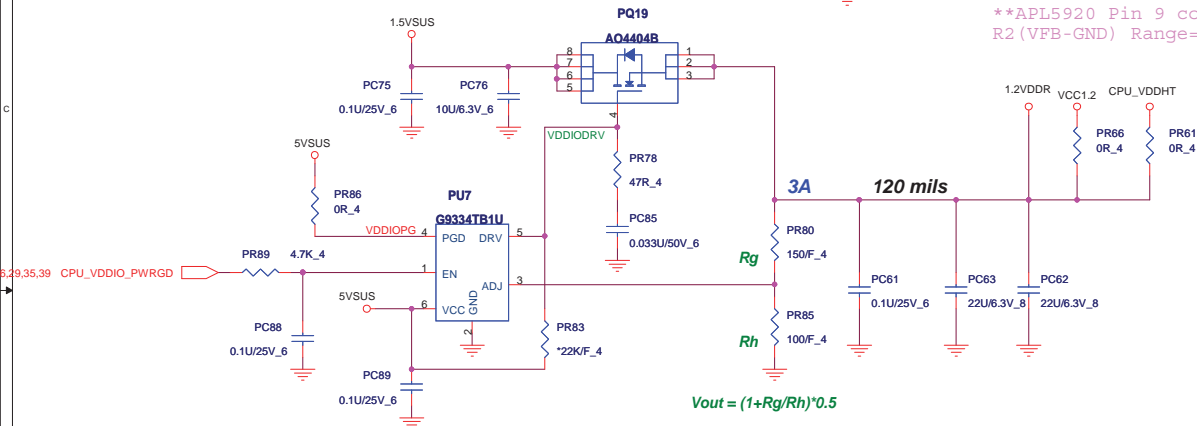 **APL5920 Pin 9 co
R2(VFB-GND) Range=
PQ19
AO4404B
1.5VSUS
8
7
6
5
1
2
3
4
PC75
0.1U/25V_6
PC76
10U/6.3V_6
C
VDDIODRV
1.2VDDR
VCC1.2
CPU_VDDHT
PR66
0R_4
PR61
0R_4
5VSUS
PR78
47R_4
PR86
0R_4
PU7
G9334TB1U
3A
120 mils
PC85
0.033U/50V_6
VDDIOPG
4
PGD
DRV
5
PR80
150/F_4
Rg
6,29,35,39 CPU_VDDIO_PWRGD
PR89
4.7K_4
1
EN
ADJ
3
PC61
0.1U/25V_6
PC63
22U/6.3V_8
PC62
22U/6.3V_8
5VSUS
6
VCC
GND
2
PR85
100/F_4
Rh
PC88
0.1U/25V_6
PR83
*22K/F_4
PC89
0.1U/25V_6
Vout = (1+Rg/Rh)*0.5